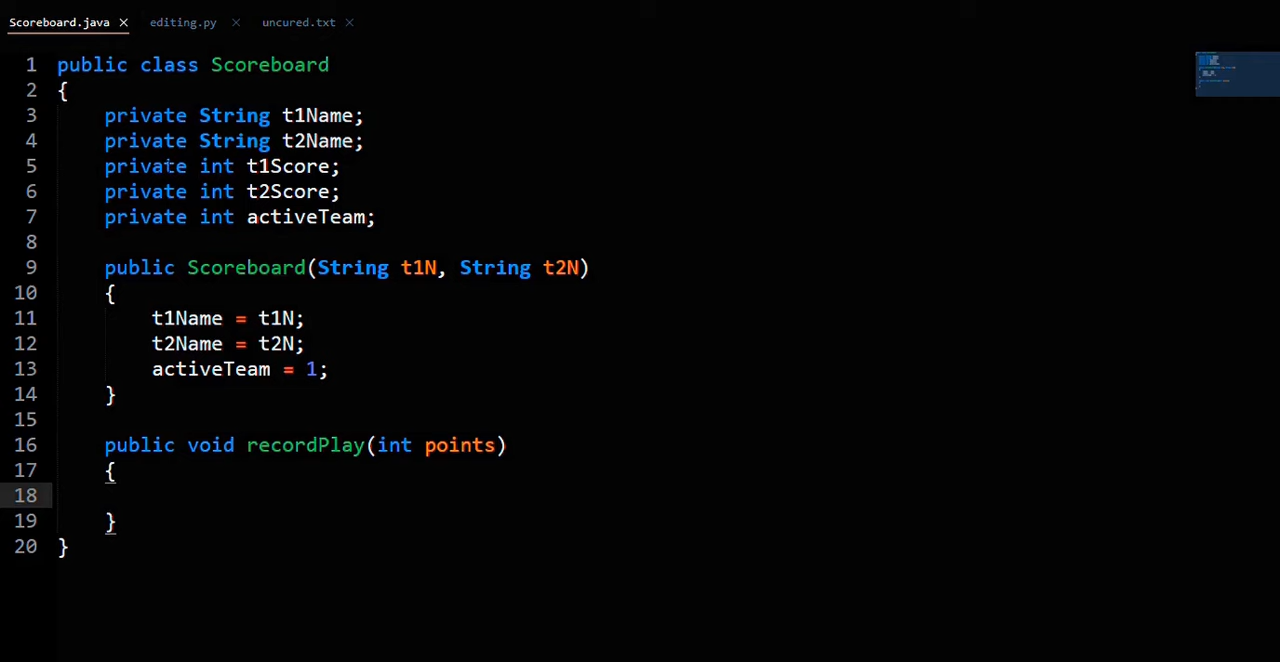 Scoreboard.java × editing.py × uncured.txt ×
1 public class Scoreboard
2 {
3 private String t1Name;
4 private String t2Name;
5 private int t1Score;
6 private int t2Score;
7 private int activeTeam;
8
9 public Scoreboard(String t1N, String t2N)
10 {
11 t1Name = t1N;
12 t2Name = t2N;
13 activeTeam = 1;
14 }
15
16 public void recordPlay(int points)
17 {
18
19 }
20 }